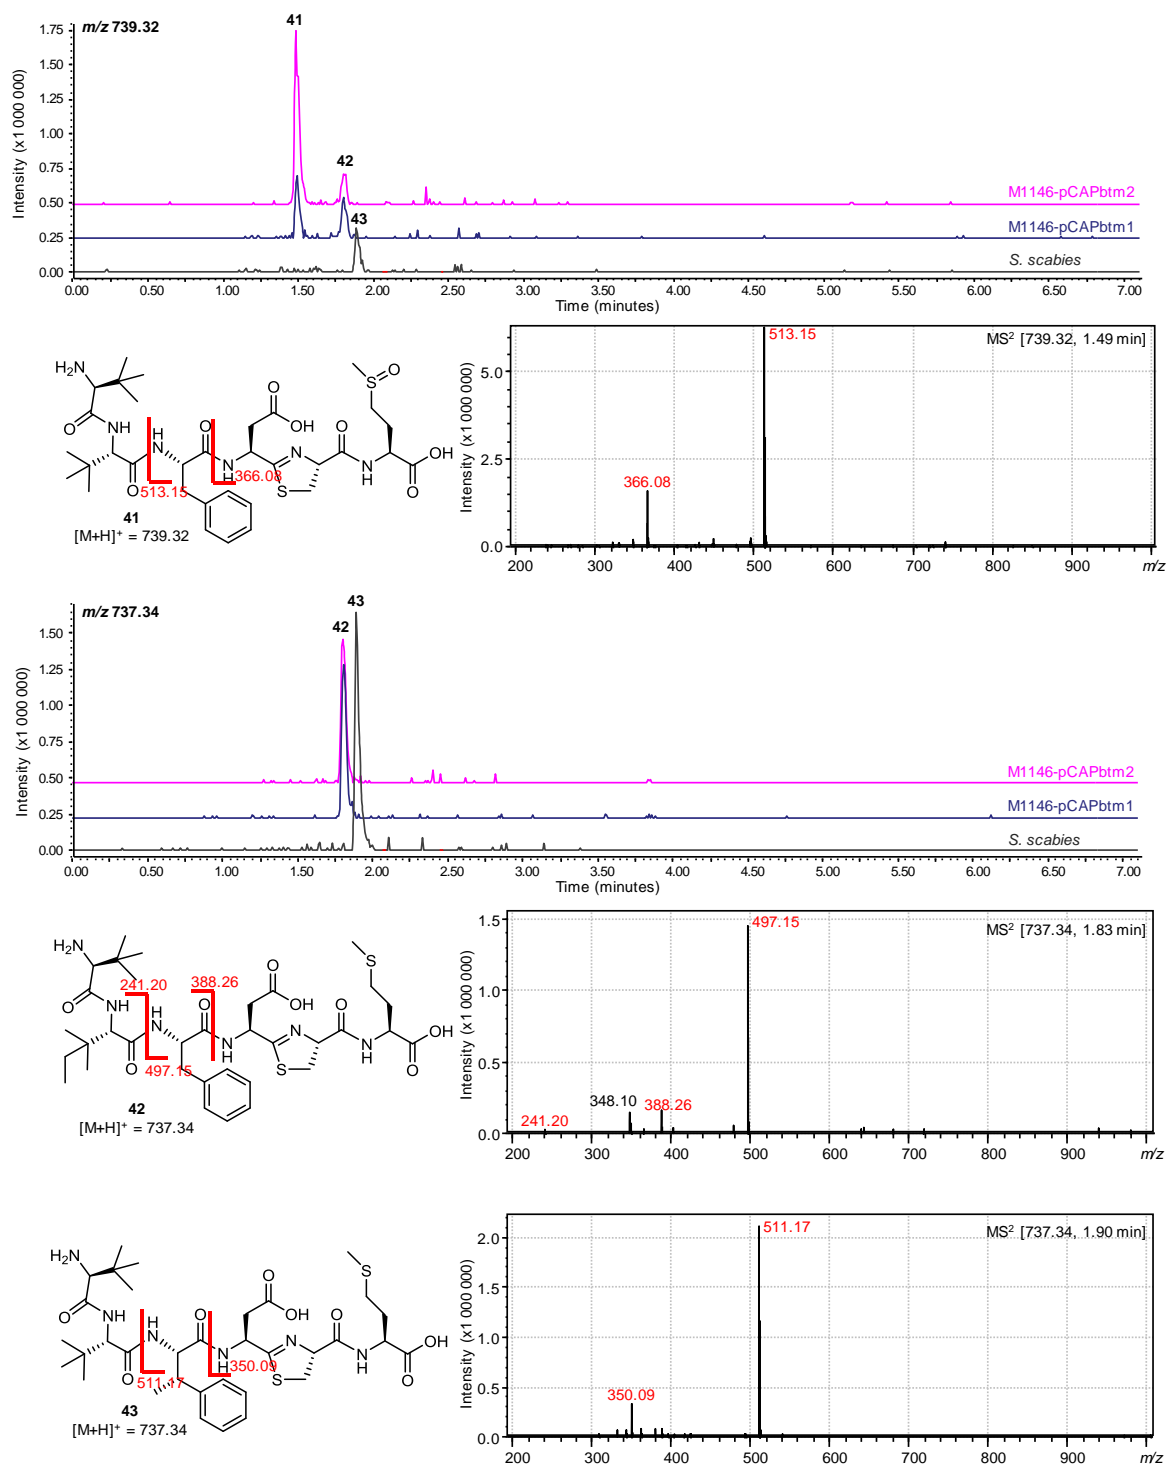 m/z 739.32
41
42
43
Intensity (x1 000 000)
1.75
1.50
1.25
1.00
0.75
0.50
0.25
0.00
M1146-pCAPbtm2
M1146-pCAPbtm1
S. scabies
0.00 0.50 1.00 1.50 2.00 2.50 3.00 3.50 4.00 4.50 5.00 5.50 6.00 6.50 7.00
Time (minutes)
H₂N
O
NH
O
H
N
O
N
H
O
OH
N
S
O
N
H
S
O
O
OH
513.15
366.08
41
[M+H]⁺ = 739.32
Intensity (x1 000 000)
5.0
2.5
0.0
513.15
366.08
MS² [739.32, 1.49 min]
200 300 400 500 600 700 800 900 m/z
m/z 737.34
43
42
Intensity (x1 000 000)
1.50
1.25
1.00
0.75
0.50
0.25
0.00
M1146-pCAPbtm2
M1146-pCAPbtm1
S. scabies
0.00 0.50 1.00 1.50 2.00 2.50 3.00 3.50 4.00 4.50 5.00 5.50 6.00 6.50 7.00
Time (minutes)
H₂N
O
NH
O
H
N
O
N
H
O
OH
N
S
O
N
H
S
O
OH
241.20
388.26
497.15
42
[M+H]⁺ = 737.34
Intensity (x1 000 000)
1.5
1.0
0.5
0.0
497.15
348.10
388.26
241.20
MS² [737.34, 1.83 min]
200 300 400 500 600 700 800 900 m/z
H₂N
O
NH
O
H
N
O
N
H
O
OH
N
S
O
N
H
S
O
OH
511.17
350.09
43
[M+H]⁺ = 737.34
Intensity (x1 000 000)
2.0
1.5
1.0
0.5
0.0
511.17
350.09
MS² [737.34, 1.90 min]
200 300 400 500 600 700 800 900 m/z